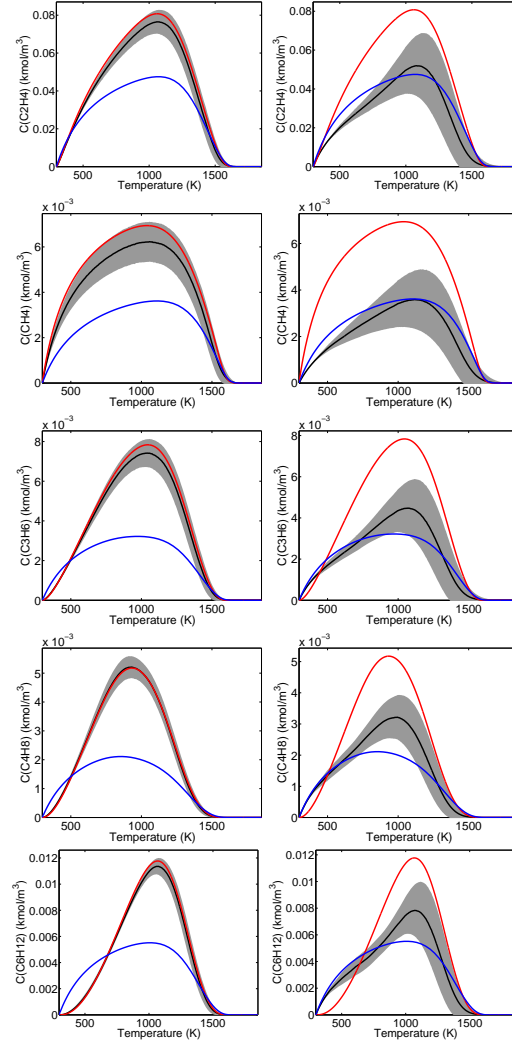 0.08
0.06
0.04
0.02
0
C(C2H4) (kmol/m³)
500 1000 1500
Temperature (K)
0.08
0.06
0.04
0.02
0
C(C2H4) (kmol/m³)
500 1000 1500
Temperature (K)
x 10⁻³
6
4
2
0
C(CH4) (kmol/m³)
500 1000 1500
Temperature (K)
x 10⁻³
6
4
2
0
C(CH4) (kmol/m³)
500 1000 1500
Temperature (K)
x 10⁻³
8
6
4
2
0
C(C3H6) (kmol/m³)
500 1000 1500
Temperature (K)
x 10⁻³
8
6
4
2
0
C(C3H6) (kmol/m³)
500 1000 1500
Temperature (K)
x 10⁻³
5
4
3
2
1
0
C(C4H8) (kmol/m³)
500 1000 1500
Temperature (K)
x 10⁻³
5
4
3
2
1
0
C(C4H8) (kmol/m³)
500 1000 1500
Temperature (K)
0.012
0.01
0.008
0.006
0.004
0.002
0
C(C6H12) (kmol/m³)
500 1000 1500
Temperature (K)
0.012
0.01
0.008
0.006
0.004
0.002
0
C(C6H12) (kmol/m³)
500 1000 1500
Temperature (K)